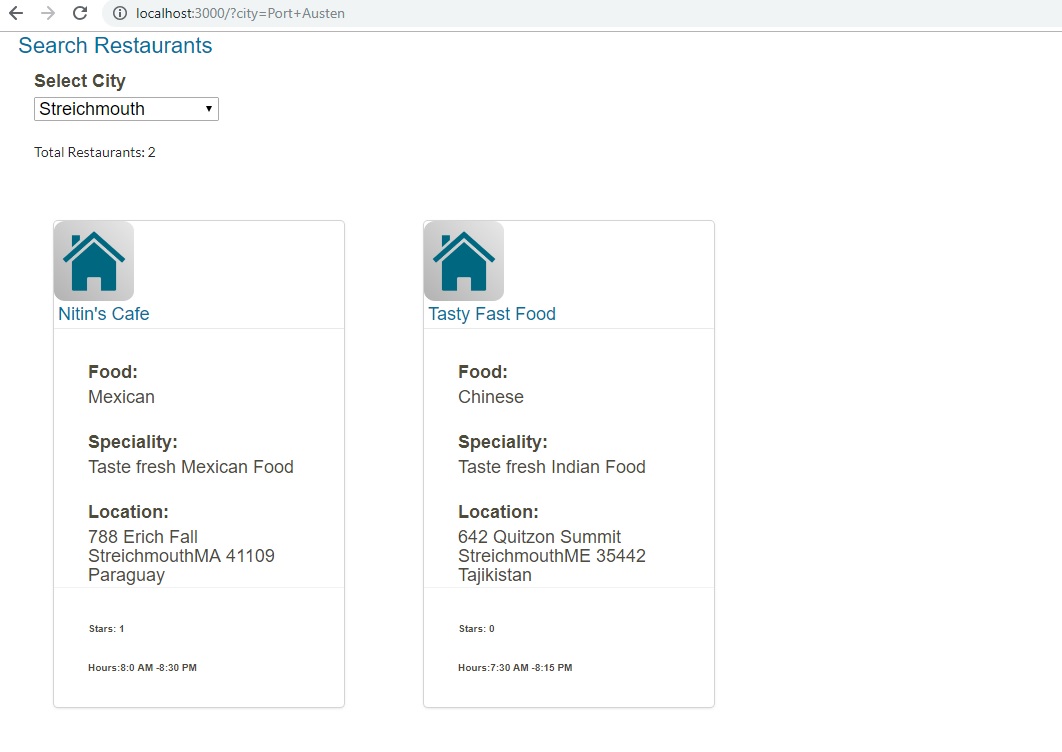 localhost:3000/?city=Port+Austen
Search Restaurants
Select City
Streichmouth
Total Restaurants: 2
Nitin's Cafe
Food:
Mexican
Speciality:
Taste fresh Mexican Food
Location:
788 Erich Fall
StreichmouthMA 41109
Paraguay
Stars: 1
Hours:8:0 AM -8:30 PM
Tasty Fast Food
Food:
Chinese
Speciality:
Taste fresh Indian Food
Location:
642 Quitzon Summit
StreichmouthME 35442
Tajikistan
Stars: 0
Hours:7:30 AM -8:15 PM